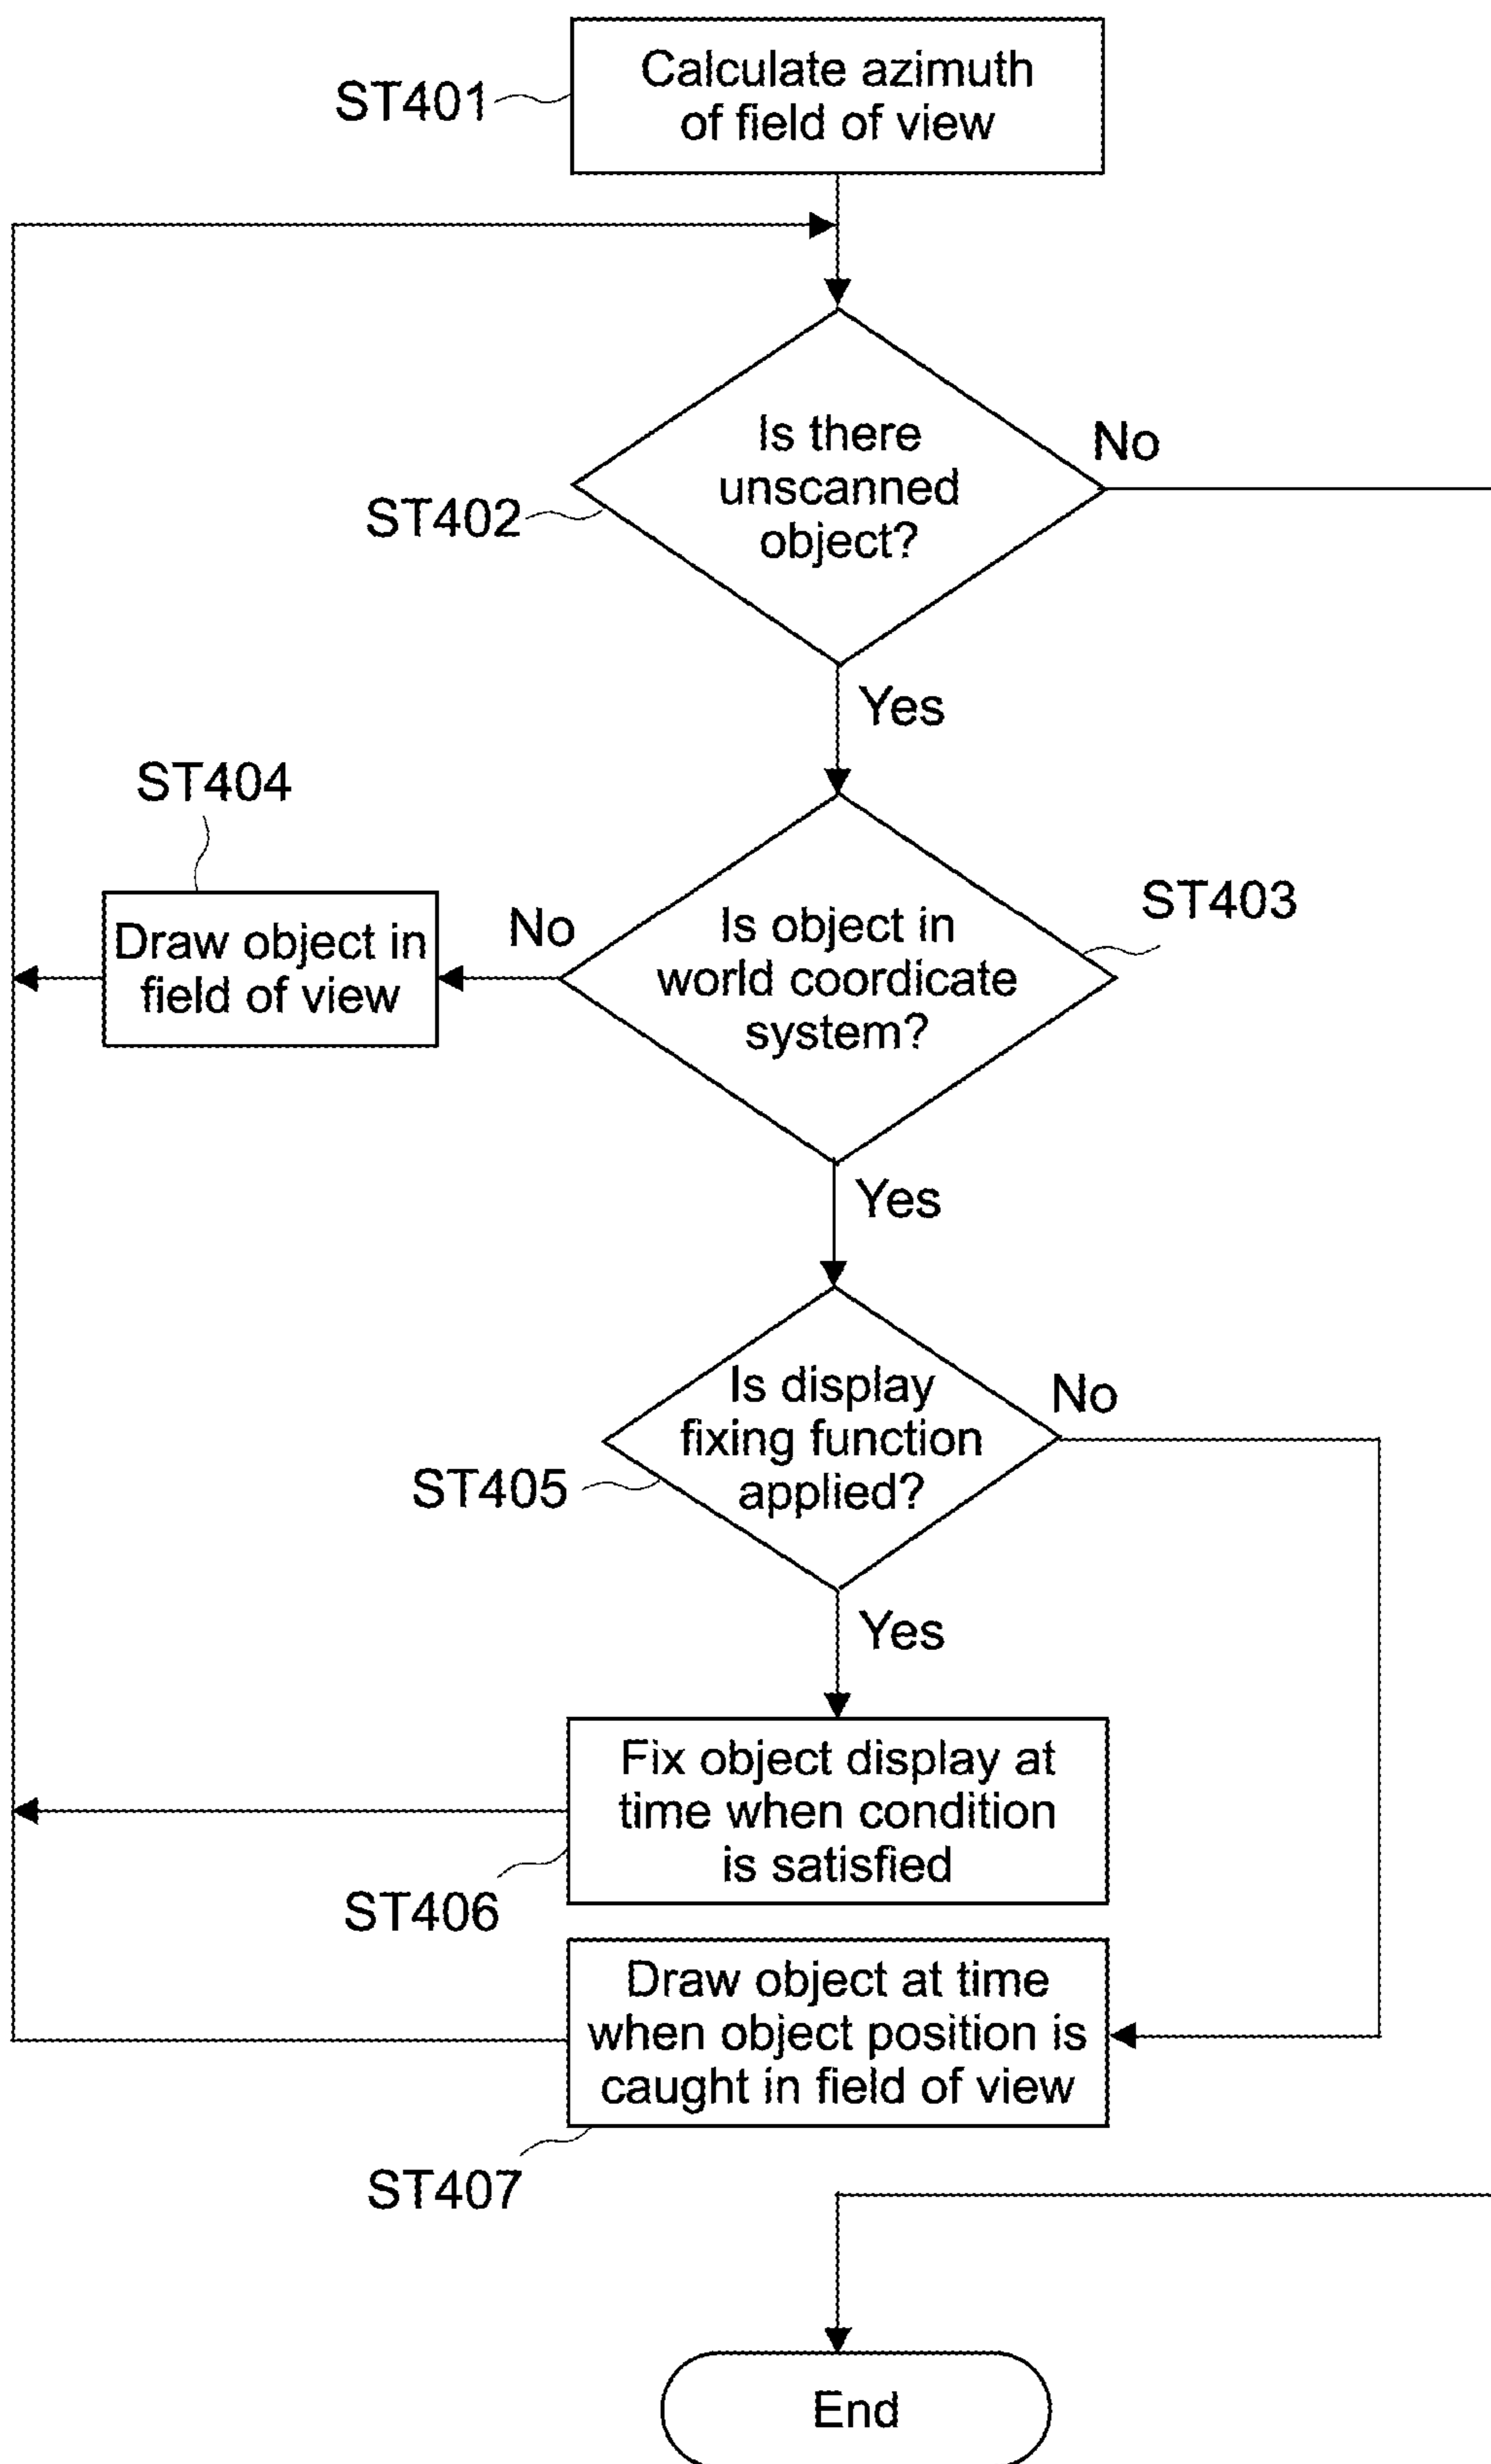 Calculate azimuth
of field of view
ST401
Is there
unscanned
object?
No
ST402
Yes
ST404
Draw object in
field of view
No
Is object in
world coordicate
system?
ST403
Yes
Is display
fixing function
applied?
No
ST405
Yes
Fix object display at
time when condition
is satisfied
ST406
Draw object at time
when object position is
caught in field of view
ST407
End